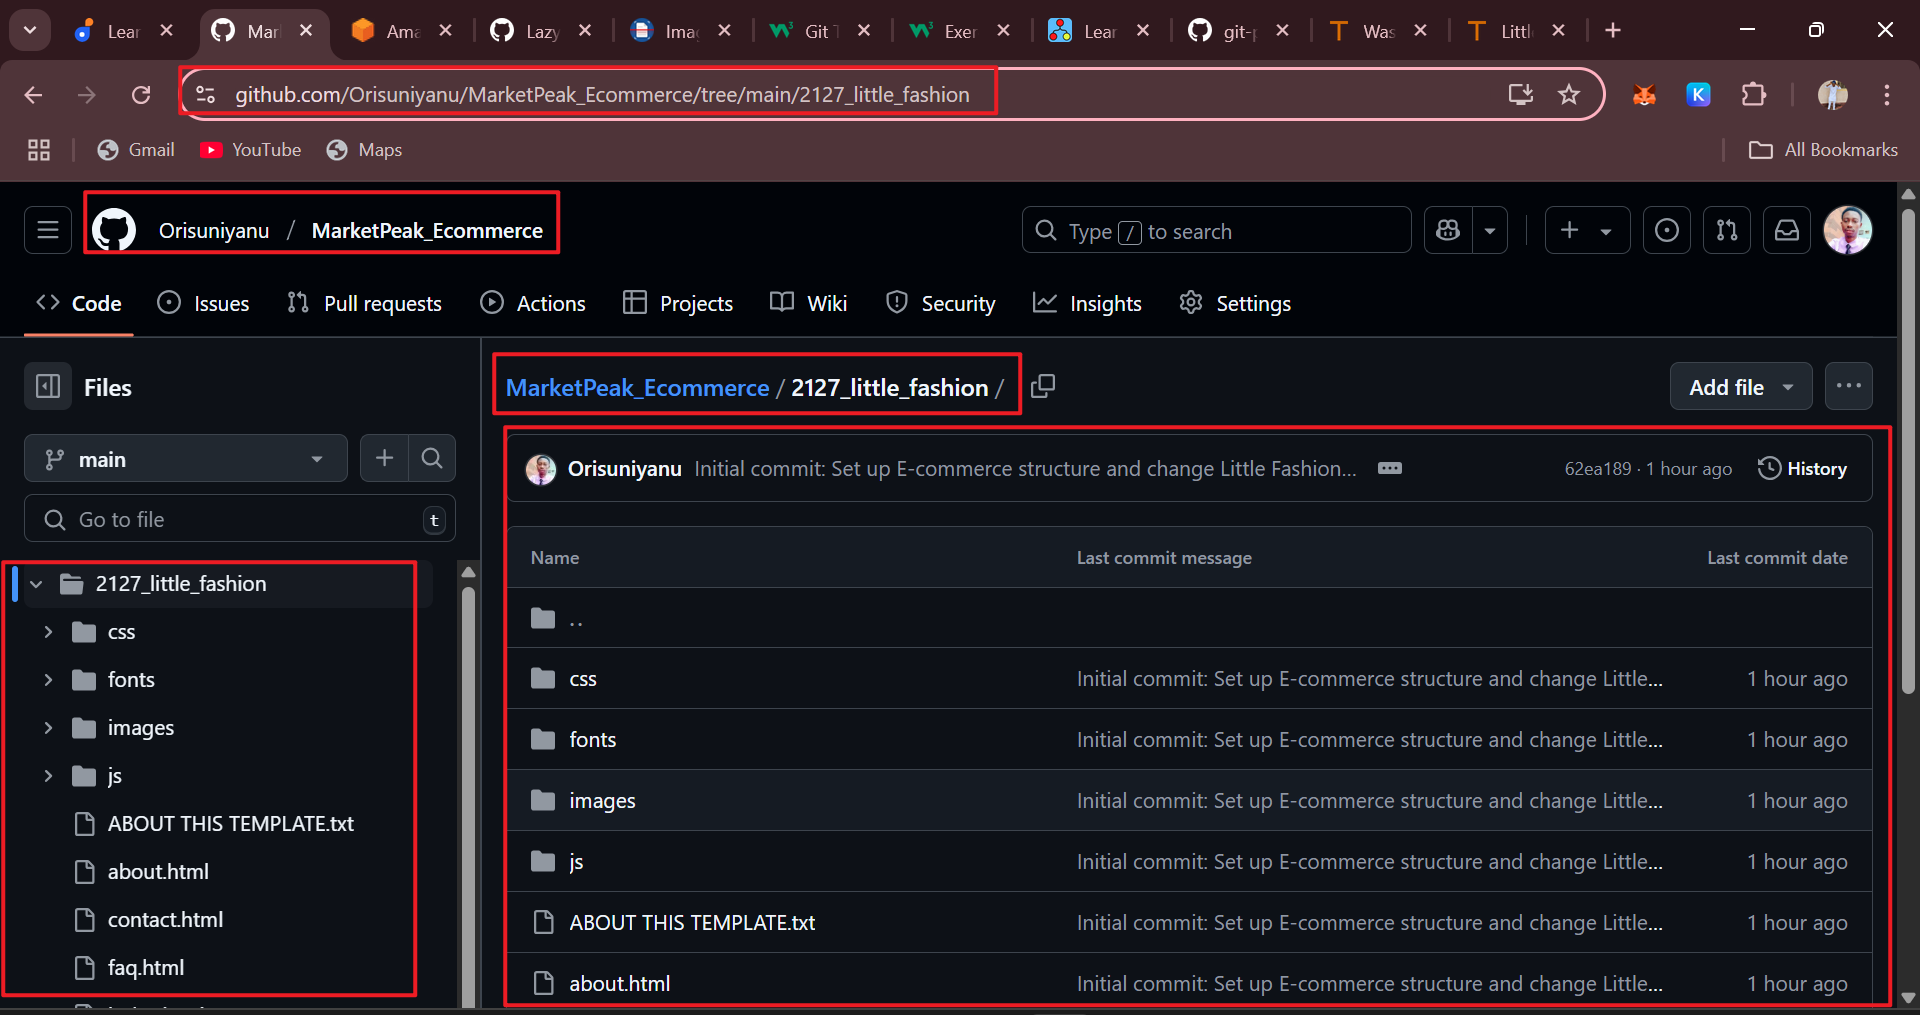 Lear
Mar
Ama
Lazy
Imag
Git T
Exer
Lear
git-p
Was
Littl
github.com/Orisuniyanu/MarketPeak_Ecommerce/tree/main/2127_little_fashion
K
Gmail
YouTube
Maps
All Bookmarks
Orisuniyanu / MarketPeak_Ecommerce
Type / to search
Code
Issues
Pull requests
Actions
Projects
Wiki
Security
Insights
Settings
Files
MarketPeak_Ecommerce / 2127_little_fashion /
Add file
main
Go to file
t
2127_little_fashion
css
fonts
images
js
ABOUT THIS TEMPLATE.txt
about.html
contact.html
faq.html
Orisuniyanu Initial commit: Set up E-commerce structure and change Little Fashion...
62ea189 · 1 hour ago
History
Name Last commit message Last commit date
..
css Initial commit: Set up E-commerce structure and change Little... 1 hour ago
fonts Initial commit: Set up E-commerce structure and change Little... 1 hour ago
images Initial commit: Set up E-commerce structure and change Little... 1 hour ago
js Initial commit: Set up E-commerce structure and change Little... 1 hour ago
ABOUT THIS TEMPLATE.txt Initial commit: Set up E-commerce structure and change Little... 1 hour ago
about.html Initial commit: Set up E-commerce structure and change Little... 1 hour ago